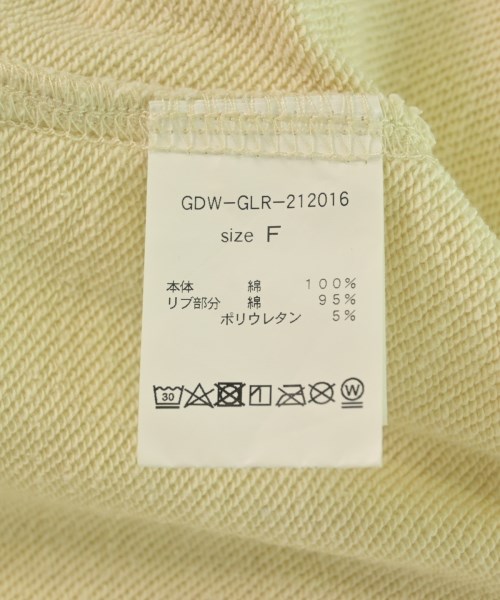 GDW-GLR-212016
size F
本体 綿 100%
リブ部分 綿 95%
ポリウレタン 5%
30 W